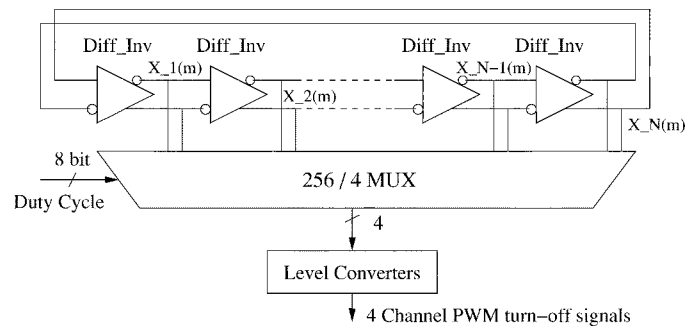 Diff_Inv Diff_Inv Diff_Inv Diff_Inv
X_1(m) X_N−1(m)
X_2(m)
X_N(m)
8 bit
256 / 4 MUX
Duty Cycle
4
Level Converters
4 Channel PWM turn−off signals